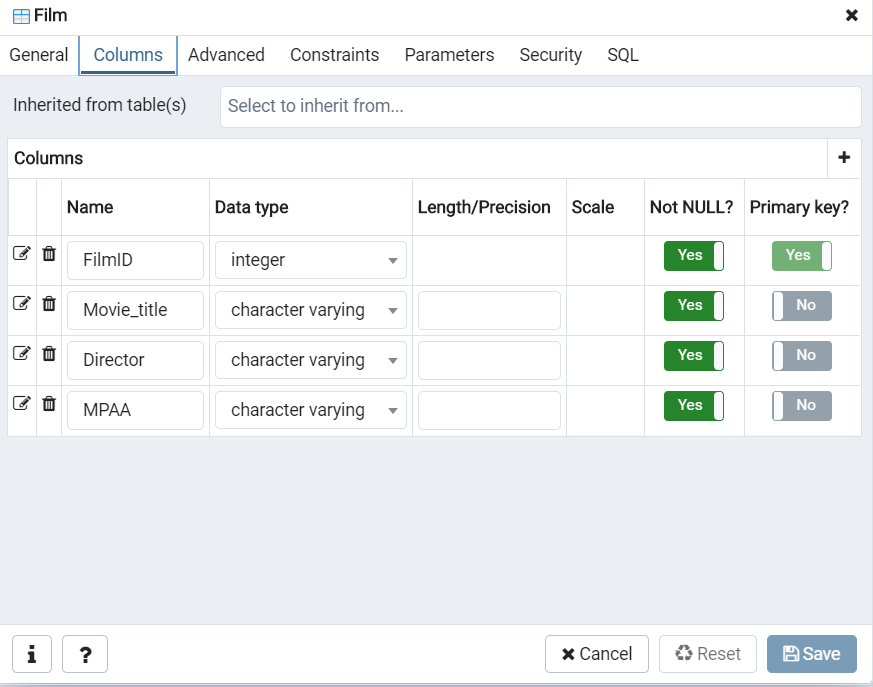 Film
General Columns Advanced Constraints Parameters Security SQL
Inherited from table(s) Select to inherit from...
Columns
Name Data type Length/Precision Scale Not NULL? Primary key?
FilmID integer Yes Yes
Movie_title character varying Yes No
Director character varying Yes No
MPAA character varying Yes No
i ? Cancel Reset Save